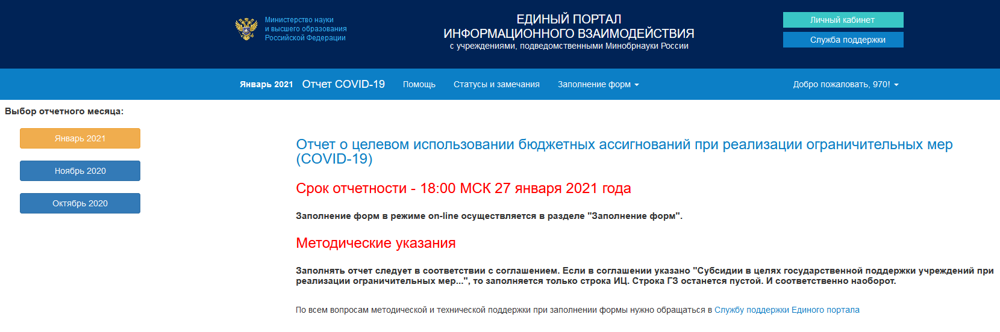 Министерство науки
и высшего образования
Российской Федерации
ЕДИНЫЙ ПОРТАЛ
ИНФОРМАЦИОННОГО ВЗАИМОДЕЙСТВИЯ
с учреждениями, подведомственными Минобрнауки России
Личный кабинет
Служба поддержки
Январь 2021 Отчет COVID-19 Помощь Статусы и замечания Заполнение форм Добро пожаловать, 970!
Выбор отчетного месяца:
Январь 2021
Ноябрь 2020
Октябрь 2020
Отчет о целевом использовании бюджетных ассигнований при реализации ограничительных мер
(COVID-19)
Срок отчетности - 18:00 МСК 27 января 2021 года
Заполнение форм в режиме on-line осуществляется в разделе "Заполнение форм".
Методические указания
Заполнять отчет следует в соответствии с соглашением. Если в соглашении указано "Субсидии в целях государственной поддержки учреждений при
реализации ограничительных мер...", то заполняется только строка ИЦ. Строка ГЗ останется пустой. И соответственно наоборот.
По всем вопросам методической и технической поддержки при заполнении формы нужно обращаться в Службу поддержки Единого портала